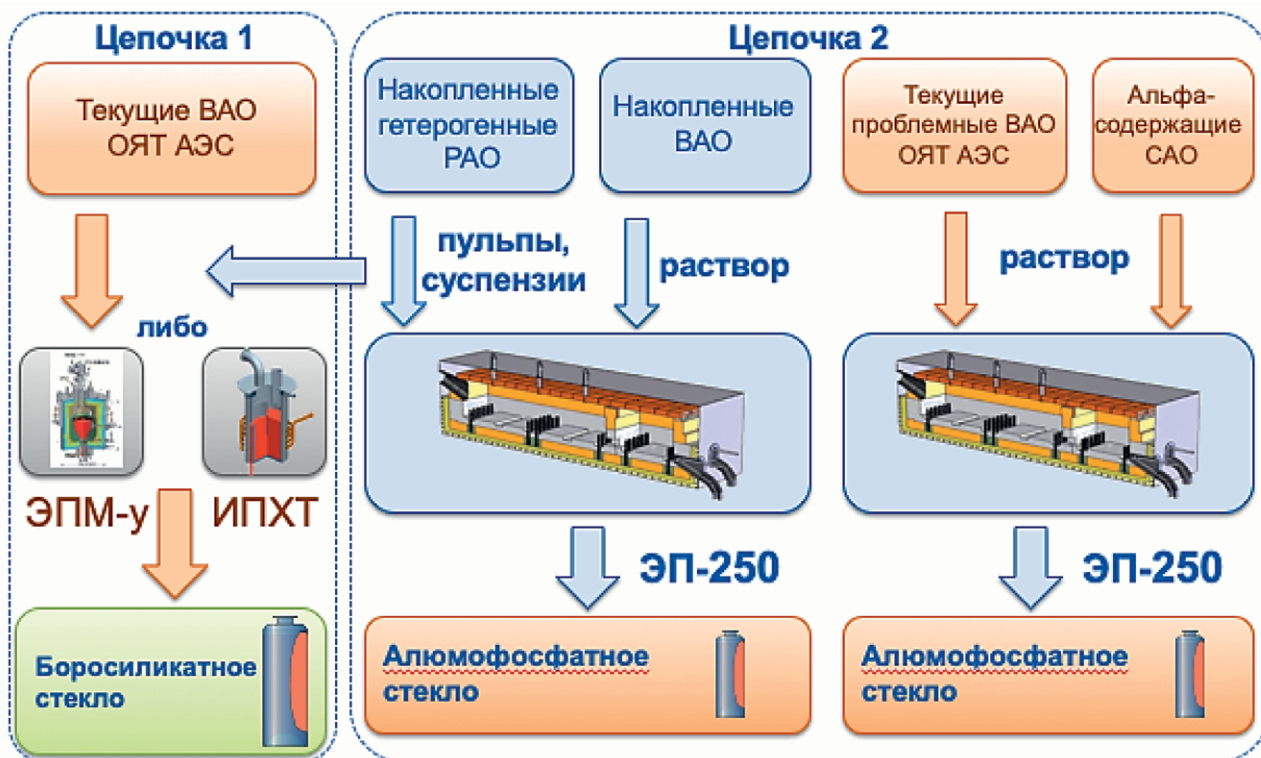 Цепочка 1
Текущие ВАО
ОЯТ АЭС
либо
ЭПМ-у
ИПХТ
Боросиликатное
стекло
Цепочка 2
Накопленные
гетерогенные
РАО
Накопленные
ВАО
Текущие
проблемные ВАО
ОЯТ АЭС
Альфа-
содержащие
САО
пульпы,
суспензии
раствор
раствор
ЭП-250
ЭП-250
Алюмофосфатное
стекло
Алюмофосфатное
стекло